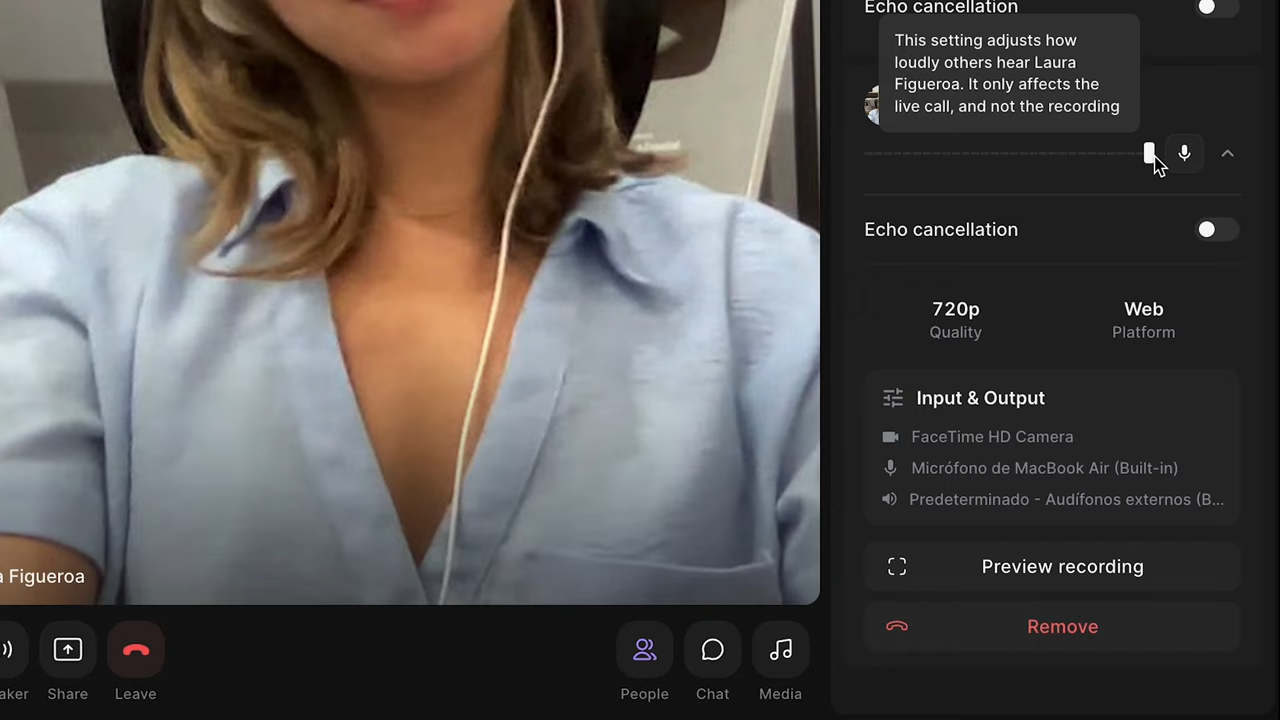 Echo cancellation
This setting adjusts how
loudly others hear Laura
Figueroa. It only affects the
live call, and not the recording
Echo cancellation
720p
Quality
Web
Platform
Input & Output
FaceTime HD Camera
Micrófono de MacBook Air (Built-in)
Predeterminado - Audífonos externos (B...
Preview recording
Remove
a Figueroa
aker
Share
Leave
People
Chat
Media